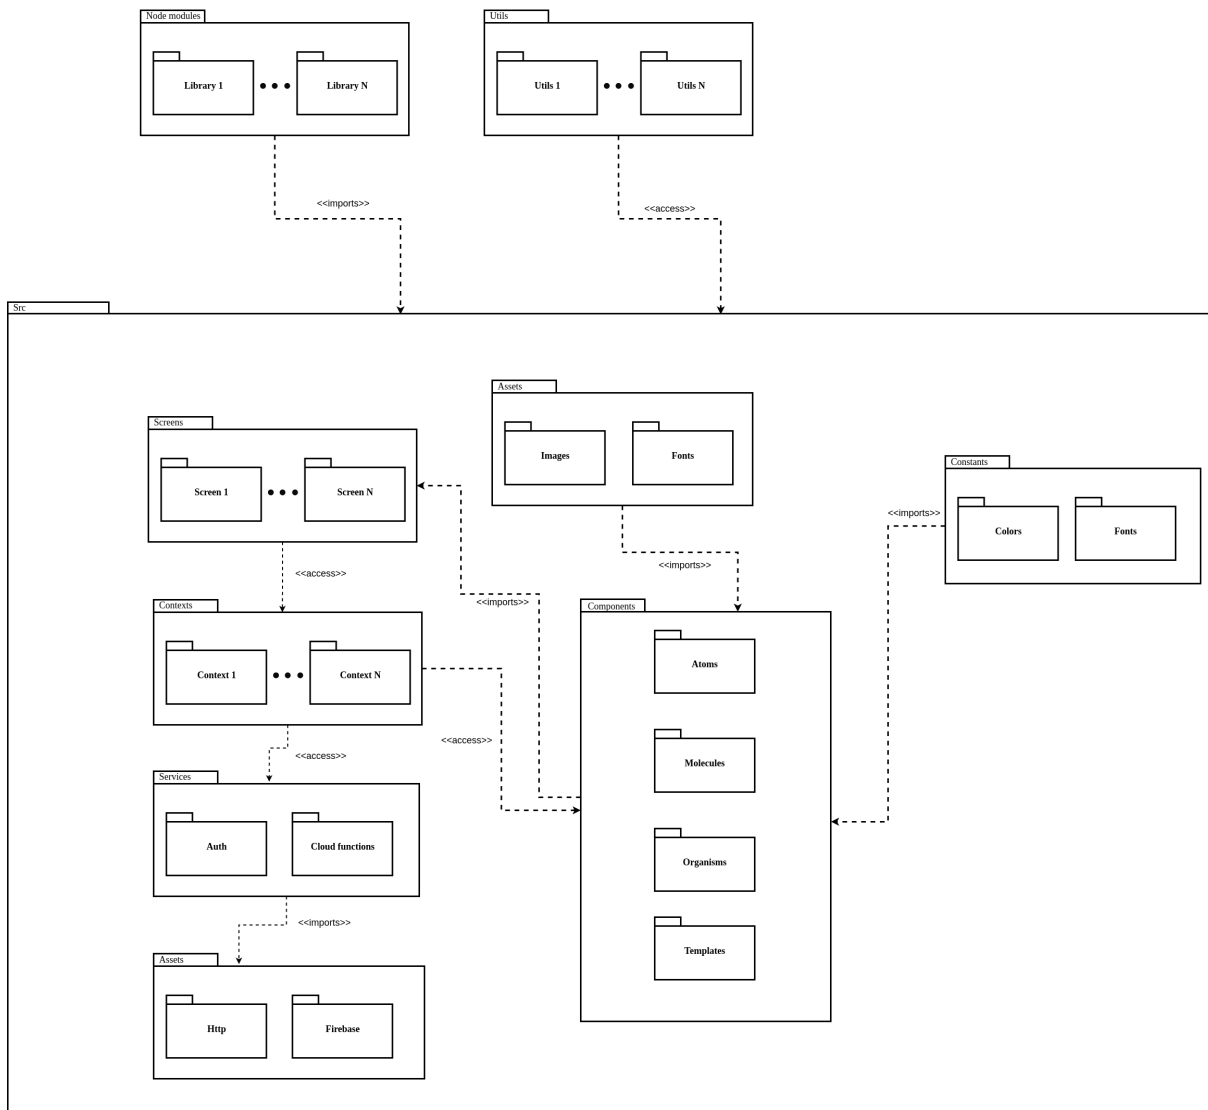 Node modules
Library 1
Library N
Utils
Utils 1
Utils N
<<imports>>
<<access>>
Src
Assets
Images
Fonts
Screens
Screen 1
Screen N
Constants
Colors
Fonts
<<imports>>
<<imports>>
<<access>>
<<imports>>
Contexts
Context 1
Context N
Components
Atoms
Molecules
Organisms
Templates
<<access>>
<<access>>
Services
Auth
Cloud functions
<<imports>>
Assets
Http
Firebase